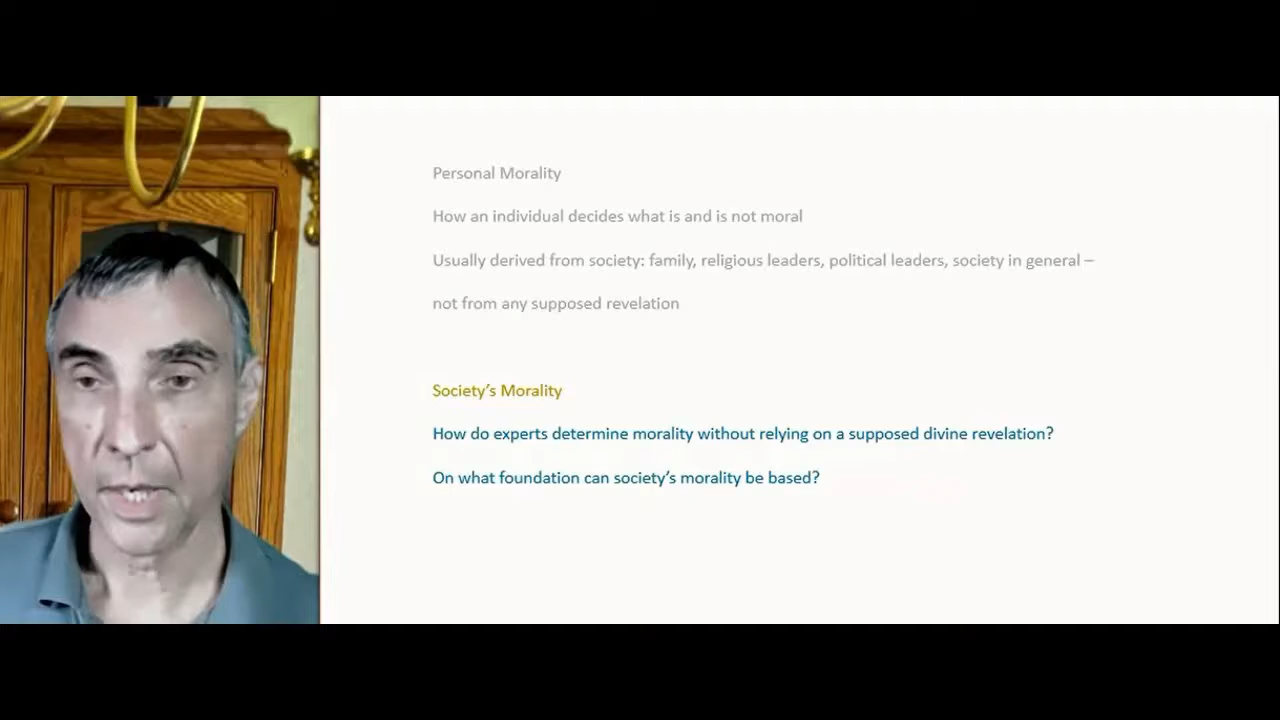 Personal Morality
How an individual decides what is and is not moral
Usually derived from society: family, religious leaders, political leaders, society in general –
not from any supposed revelation
Society’s Morality
How do experts determine morality without relying on a supposed divine revelation?
On what foundation can society’s morality be based?